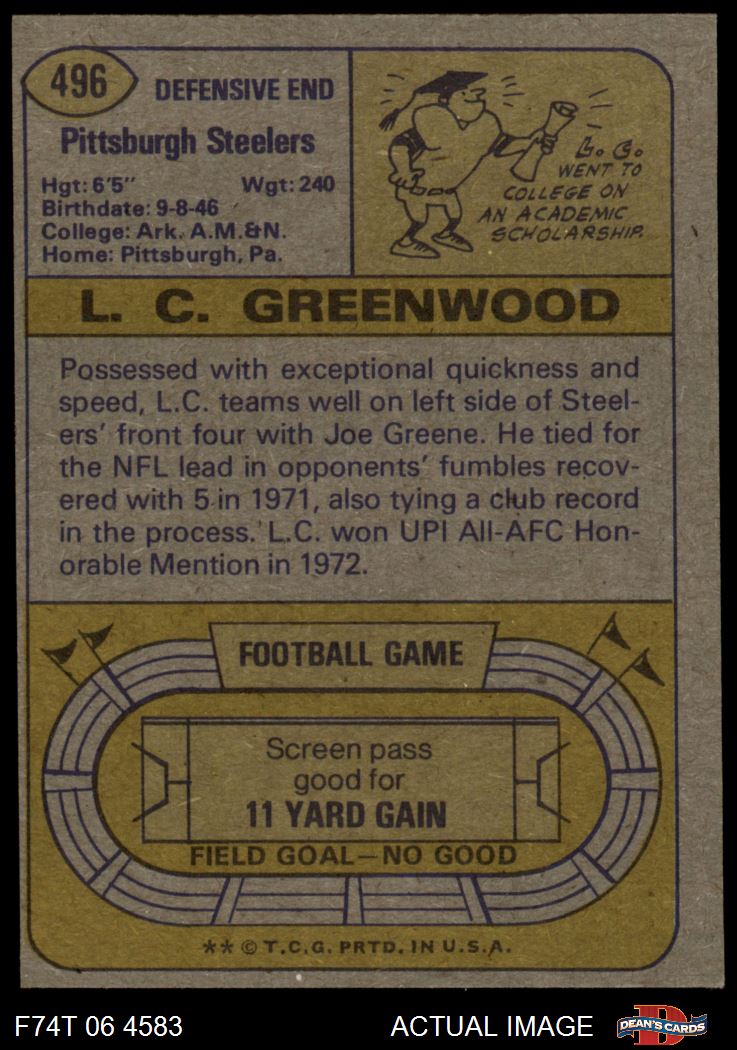 496
DEFENSIVE END
Pittsburgh Steelers
Hgt: 6'5"    Wgt: 240
Birthdate: 9-8-46
College: Ark. A.M.&N.
Home: Pittsburgh, Pa.
L. G.
WENT TO
COLLEGE ON
AN ACADEMIC
SCHOLARSHIP.
L. C. GREENWOOD
Possessed with exceptional quickness and
speed, L.C. teams well on left side of Steel-
ers' front four with Joe Greene. He tied for
the NFL lead in opponents' fumbles recov-
ered with 5 in 1971, also tying a club record
in the process. L.C. won UPI All-AFC Hon-
orable Mention in 1972.
FOOTBALL GAME
Screen pass
good for
11 YARD GAIN
FIELD GOAL—NO GOOD
** © T.C.G. PRTD. IN U.S.A.
F74T 06 4583
ACTUAL IMAGE
D
DEAN'S CARDS